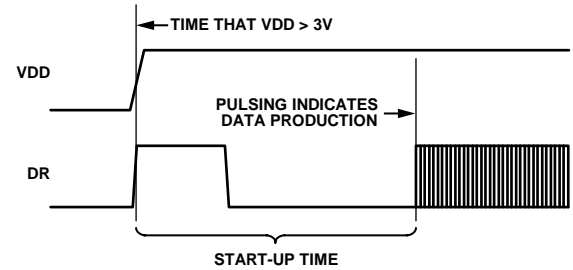 TIME THAT VDD > 3V
VDD
PULSING INDICATES
DATA PRODUCTION
DR
START-UP TIME